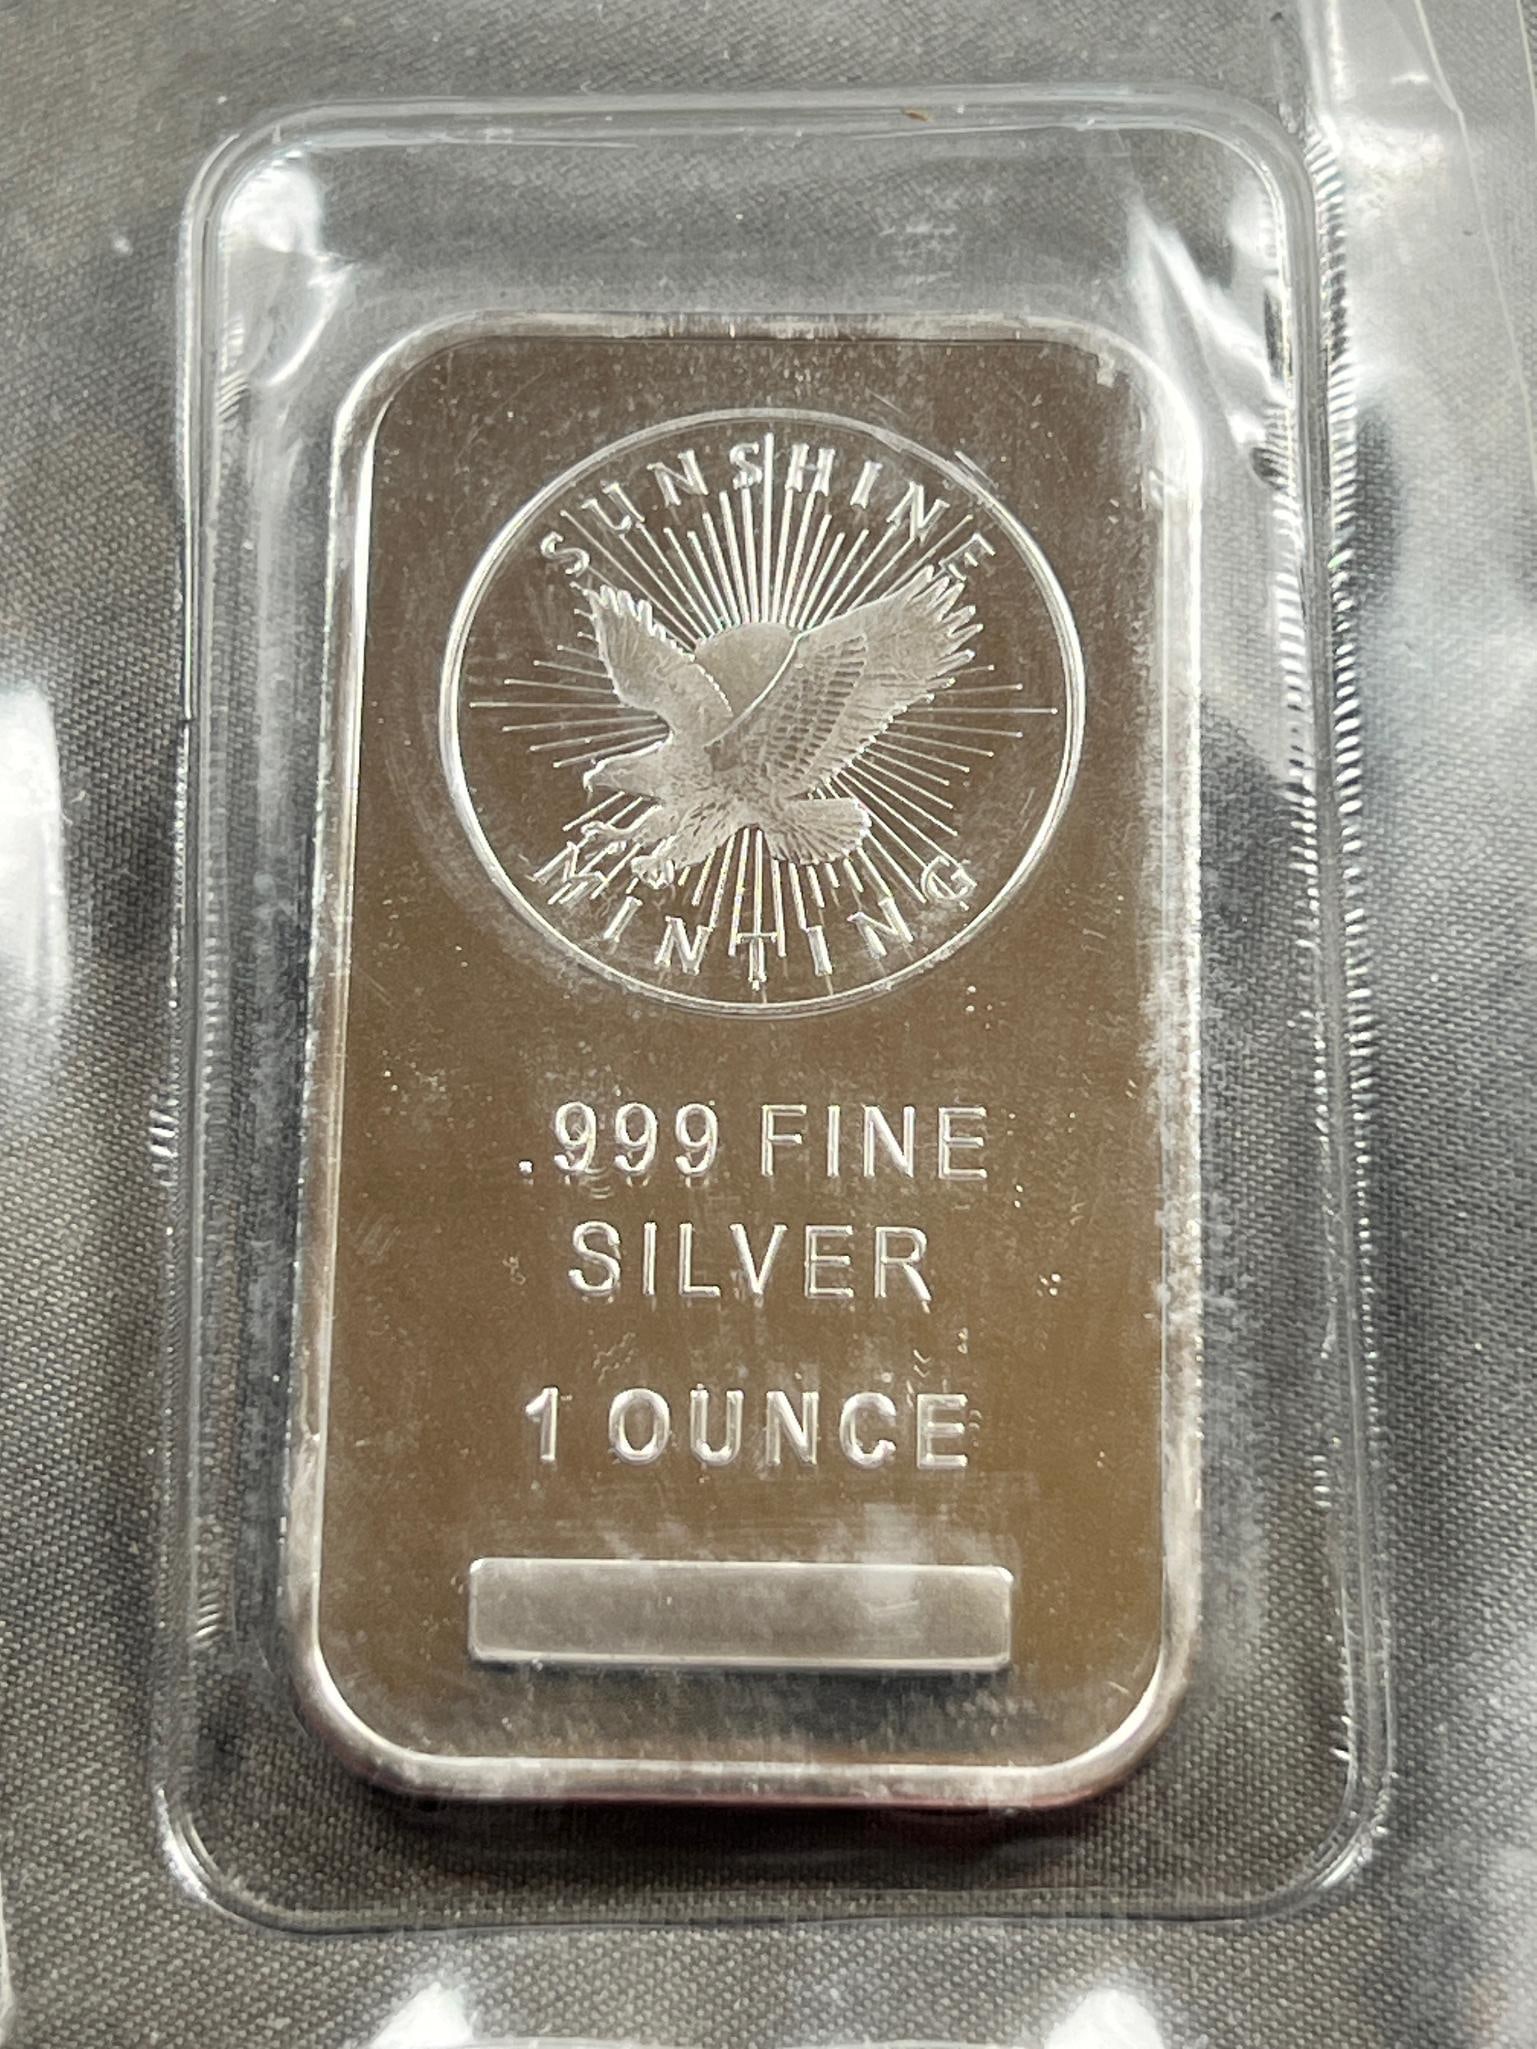 SUNSHINE
MINTING
.999 FINE
SILVER
1 OUNCE